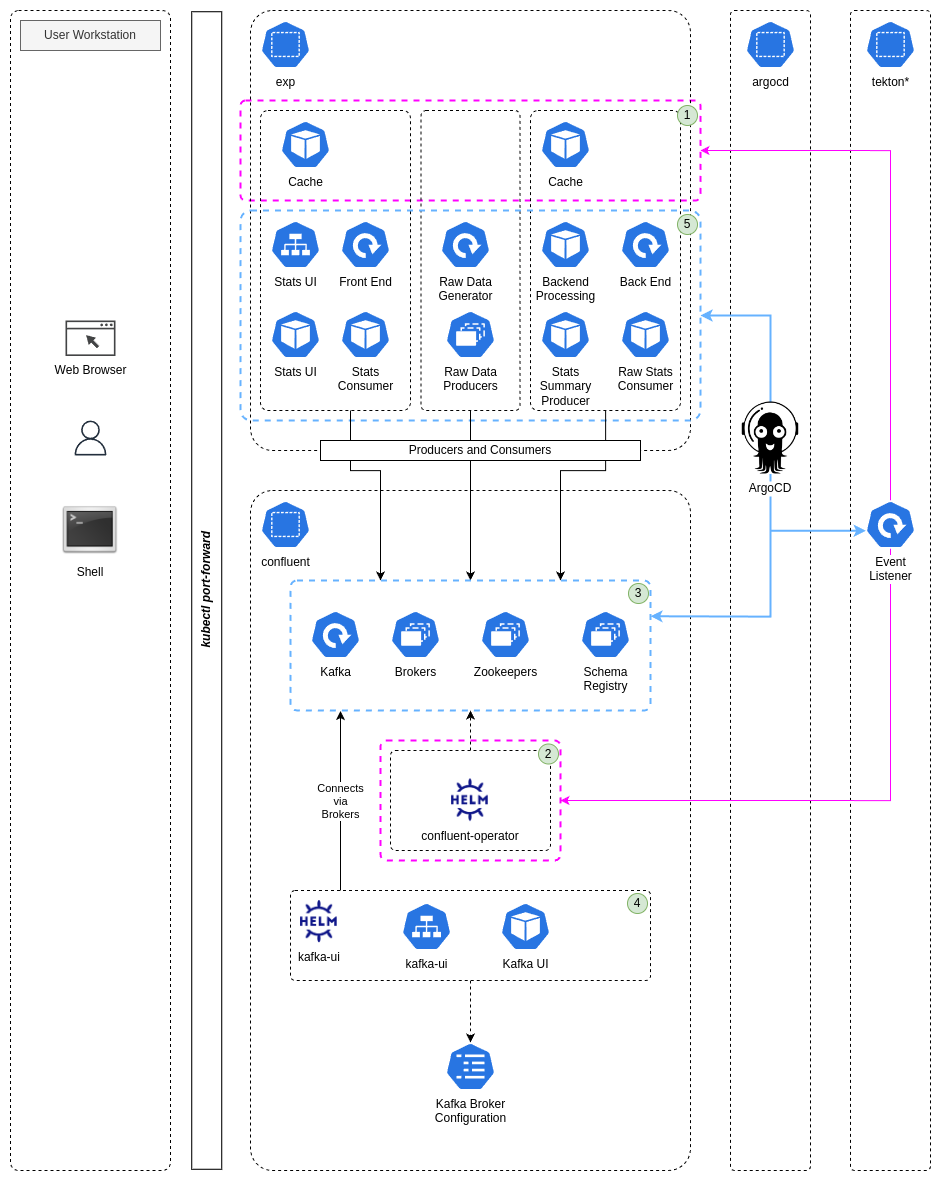 User Workstation
Web Browser
>_
Shell
kubectl port-forward
exp
argocd
tekton*
1
Cache
Cache
5
Stats UI
Front End
Raw Data
Generator
Backend
Processing
Back End
Stats UI
Stats
Consumer
Raw Data
Producers
Stats
Summary
Producer
Raw Stats
Consumer
Producers and Consumers
ArgoCD
Event
Listener
confluent
3
Kafka
Brokers
Zookeepers
Schema
Registry
2
HELM
confluent-operator
Connects
via
Brokers
4
HELM
kafka-ui
kafka-ui
Kafka UI
Kafka Broker
Configuration